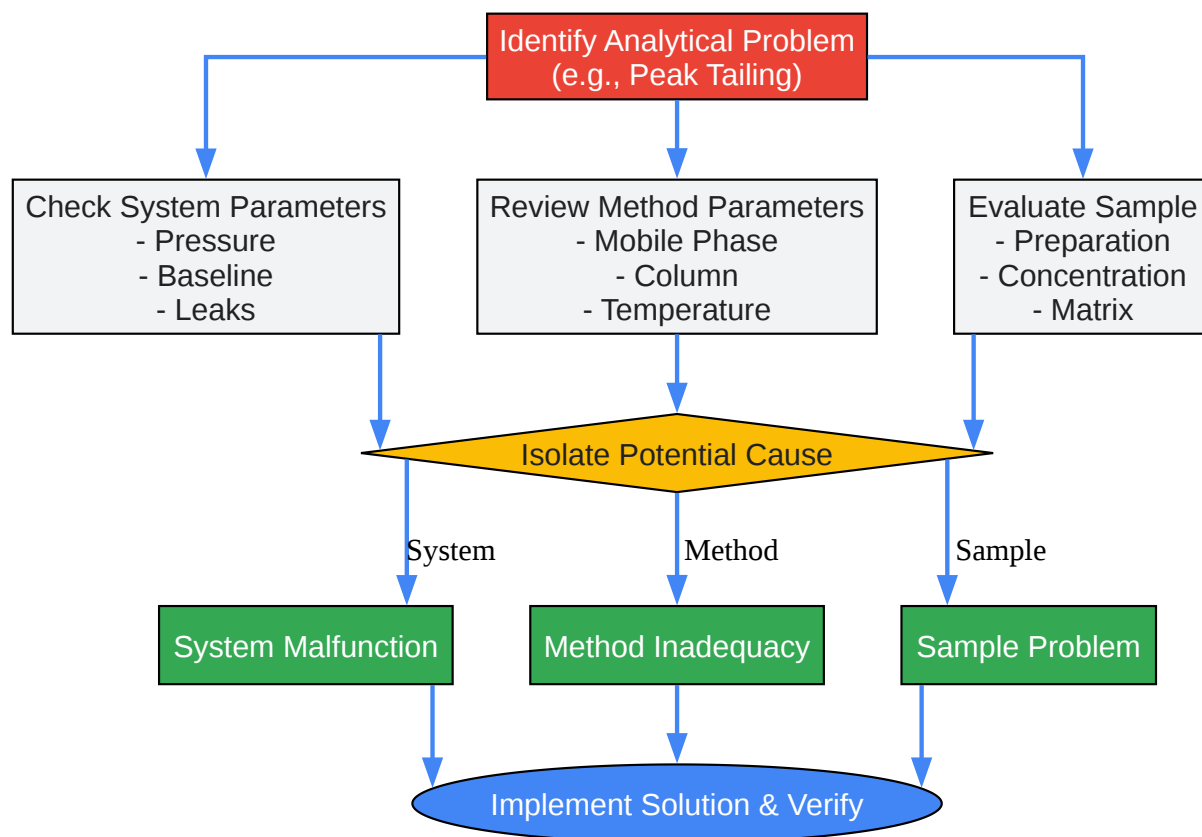 Identify Analytical Problem
(e.g., Peak Tailing)
Check System Parameters
- Pressure
- Baseline
- Leaks
Review Method Parameters
- Mobile Phase
- Column
- Temperature
Evaluate Sample
- Preparation
- Concentration
- Matrix
Isolate Potential Cause
System
Method
Sample
System Malfunction
Method Inadequacy
Sample Problem
Implement Solution & Verify